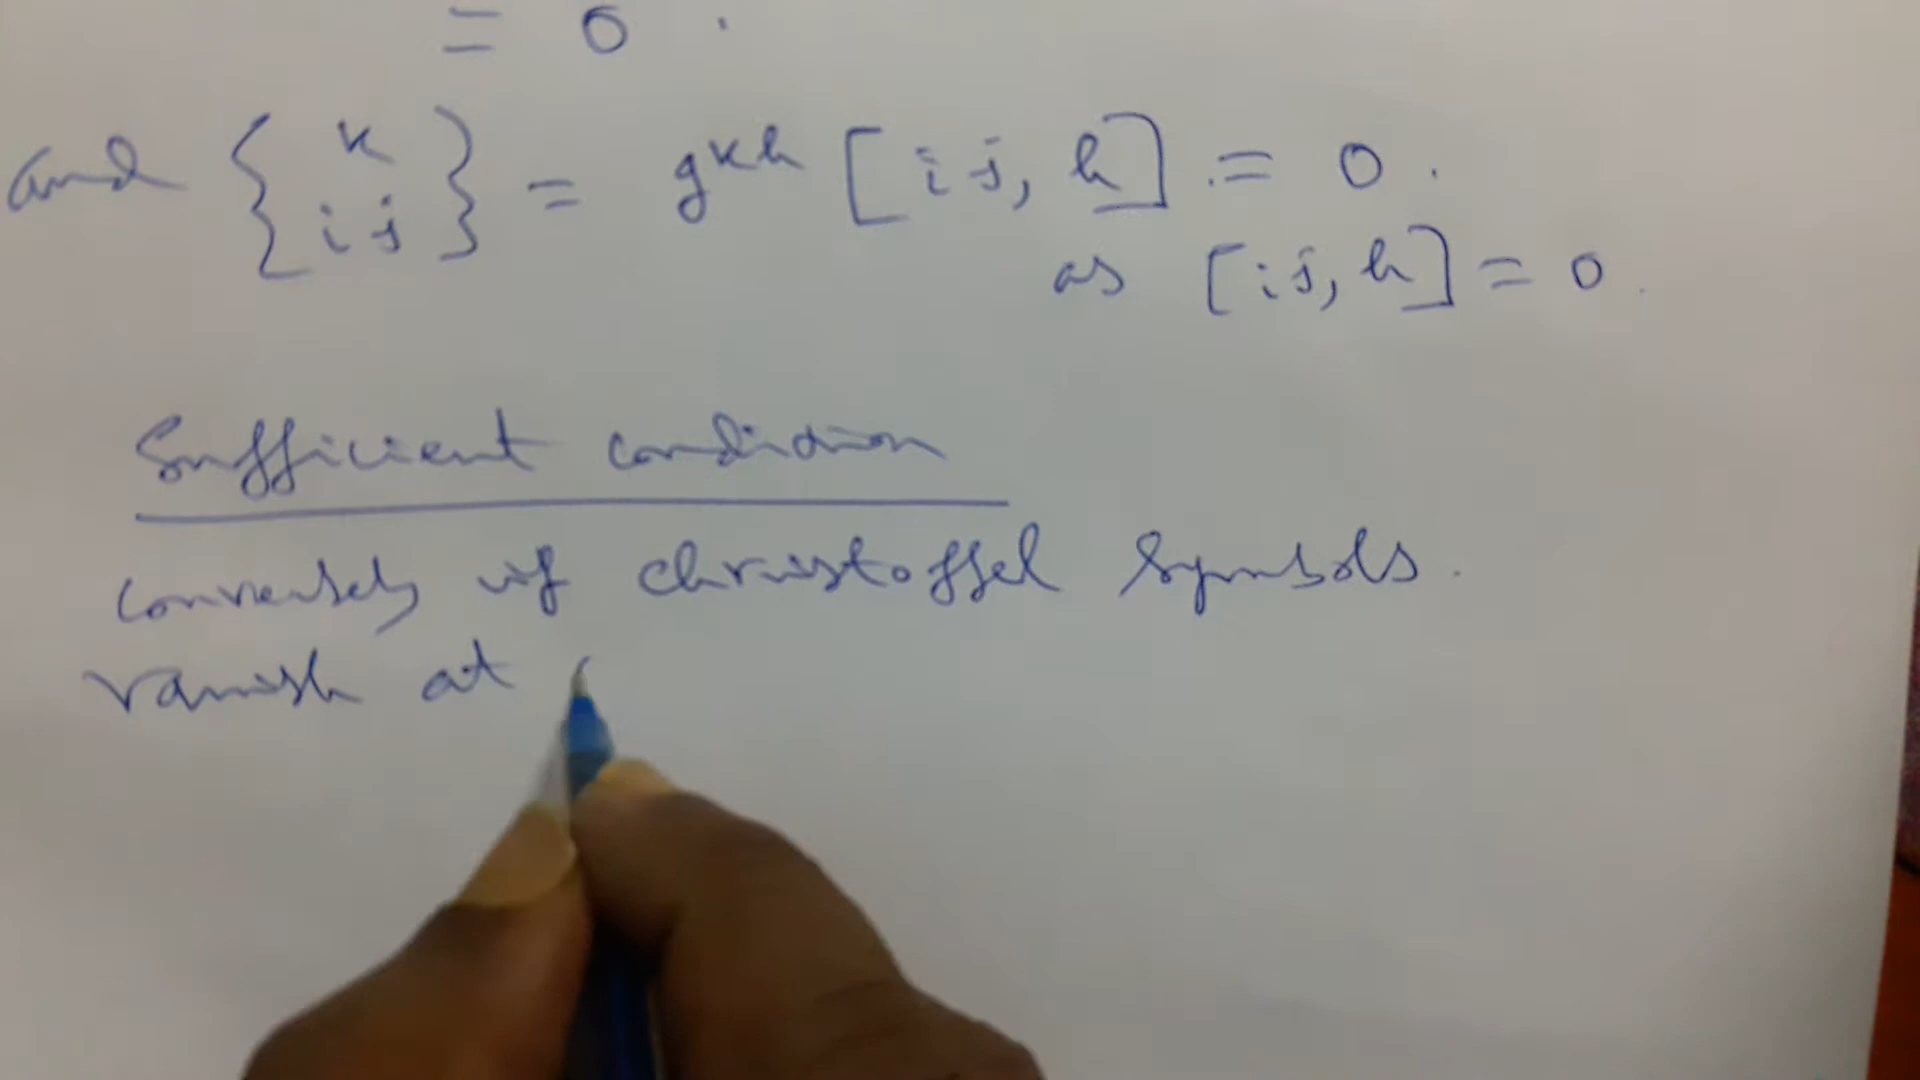 = 0 .
and { k ij } = g^{kh} [ij, h] = 0 .
as [ij, h] = 0 .
Sufficient condition
Conversely if christoffel symbols.
vanish at